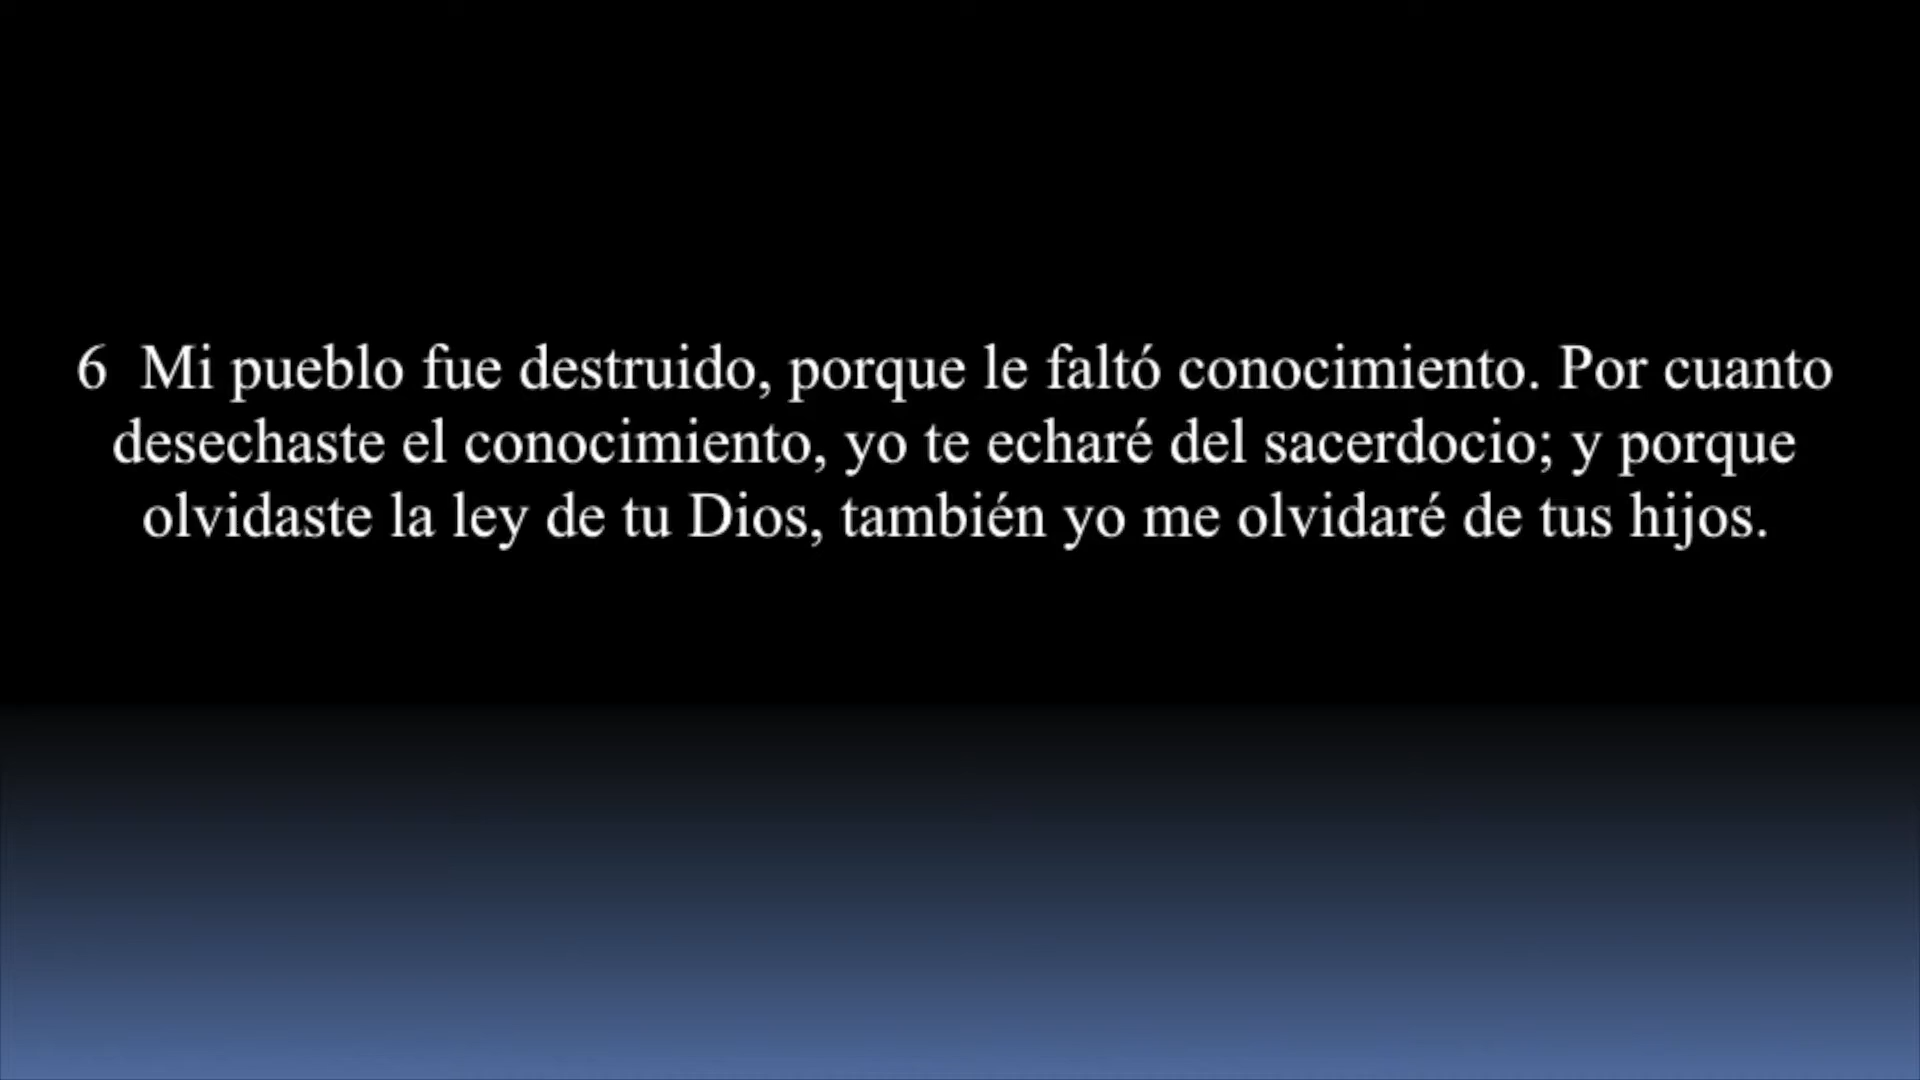 6 Mi pueblo fue destruido, porque le faltó conocimiento. Por cuanto
desechaste el conocimiento, yo te echaré del sacerdocio; y porque
olvidaste la ley de tu Dios, también yo me olvidaré de tus hijos.